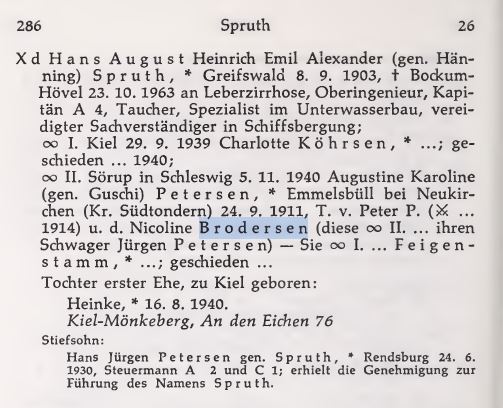 286 Spruth 26
X d Hans August Heinrich Emil Alexander (gen. Hän-
ning) Spruth, * Greifswald 8. 9. 1903, † Bockum-
Hövel 23. 10. 1963 an Leberzirrhose, Oberingenieur, Kapi-
tän A 4, Taucher, Spezialist im Unterwasserbau, verei-
digter Sachverständiger in Schiffsbergung;
∞ I. Kiel 29. 9. 1939 Charlotte Köhrsen, * ...; ge-
schieden ... 1940;
∞ II. Sörup in Schleswig 5. 11. 1940 Augustine Karoline
(gen. Guschi) Petersen, * Emmelsbüll bei Neukir-
chen (Kr. Südtondern) 24. 9. 1911, T. v. Peter P. (⚔ ...
1914) u. d. Nicoline Brodersen (diese ∞ II. ... ihren
Schwager Jürgen Petersen) — Sie ∞ I. ... Feigen-
stamm, * ...; geschieden ...
Tochter erster Ehe, zu Kiel geboren:
Heinke, * 16. 8. 1940.
Kiel-Mönkeberg, An den Eichen 76
Stiefsohn:
Hans Jürgen Petersen gen. Spruth, * Rendsburg 24. 6.
1930, Steuermann A 2 und C 1; erhielt die Genehmigung zur
Führung des Namens Spruth.